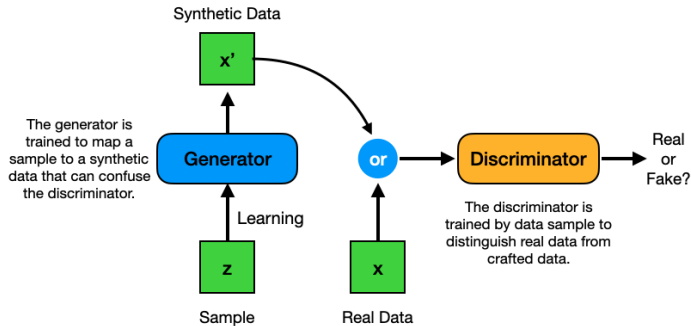 Synthetic Data
x’
The generator is
trained to map a
sample to a synthetic
data that can confuse
the discriminator.
Generator
or
Discriminator
Real
or
Fake?
Learning
The discriminator is
trained by data sample to
distinguish real data from
crafted data.
z
x
Sample
Real Data